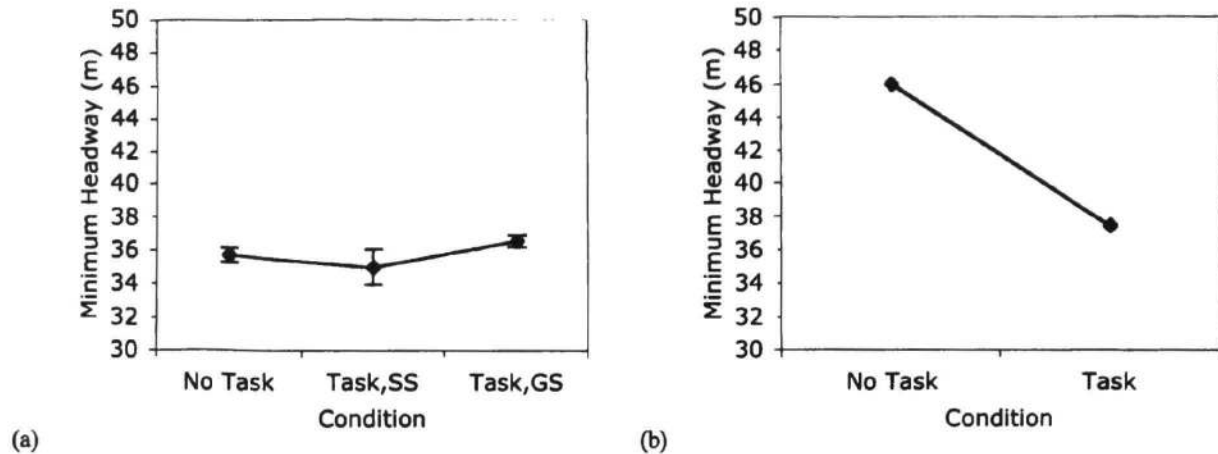 Minimum Headway (m)
50
48
46
44
42
40
38
36
34
32
30
No Task Task,SS Task,GS
Condition
(a)
Minimum Headway (m)
50
48
46
44
42
40
38
36
34
32
30
No Task Task
Condition
(b)